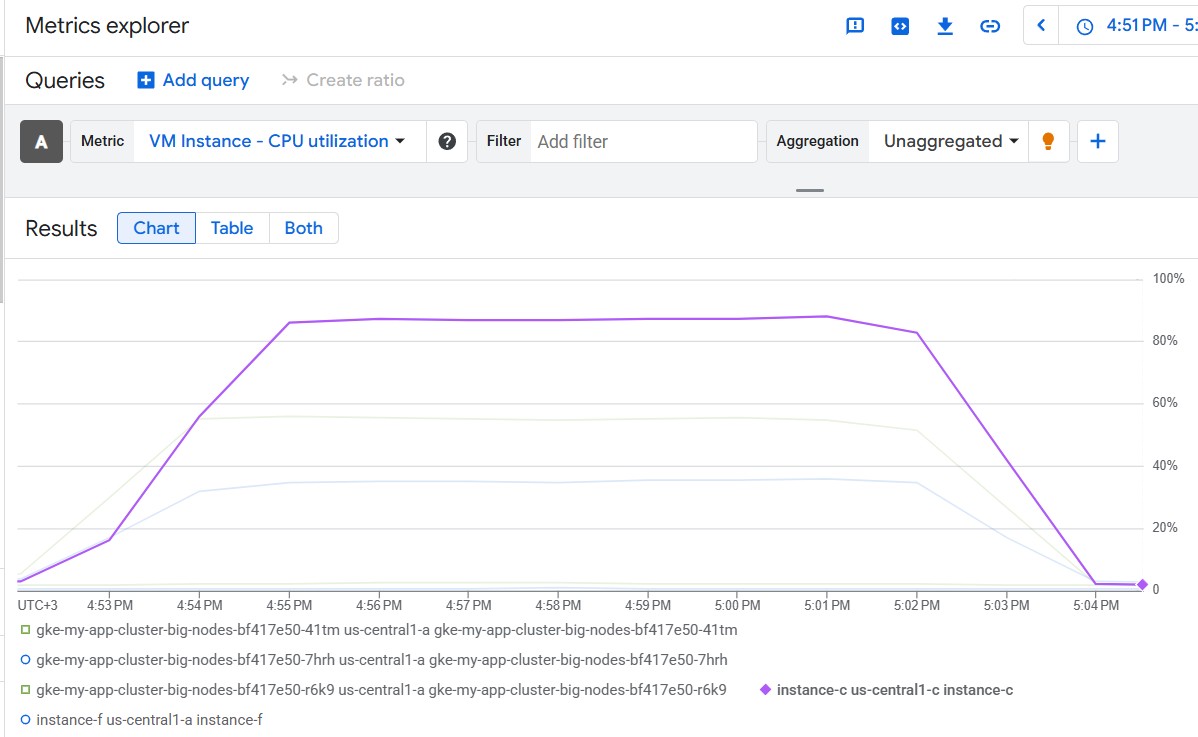 Metrics explorer
4:51 PM - 5:
Queries Add query Create ratio
A Metric VM Instance - CPU utilization ? Filter Add filter Aggregation Unaggregated
Results Chart Table Both
100%
80%
60%
40%
20%
0
UTC+3 4:53 PM 4:54 PM 4:55 PM 4:56 PM 4:57 PM 4:58 PM 4:59 PM 5:00 PM 5:01 PM 5:02 PM 5:03 PM 5:04 PM
gke-my-app-cluster-big-nodes-bf417e50-41tm us-central1-a gke-my-app-cluster-big-nodes-bf417e50-41tm
gke-my-app-cluster-big-nodes-bf417e50-7hrh us-central1-a gke-my-app-cluster-big-nodes-bf417e50-7hrh
gke-my-app-cluster-big-nodes-bf417e50-r6k9 us-central1-a gke-my-app-cluster-big-nodes-bf417e50-r6k9 instance-c us-central1-c instance-c
instance-f us-central1-a instance-f